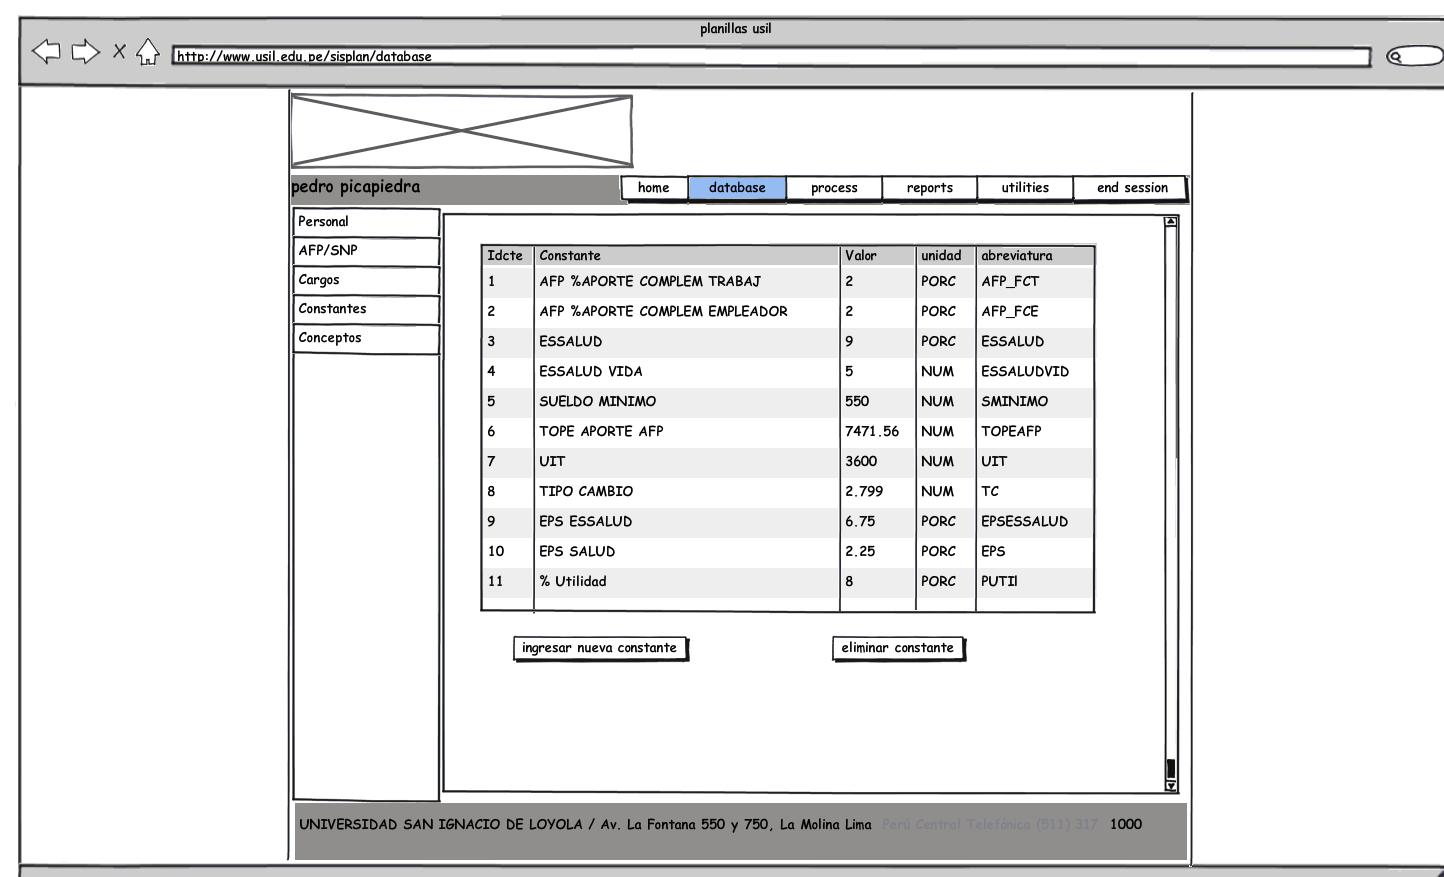 planillas usil
http://www.usil.edu.pe/sisplan/database
pedro picapiedra
home database process reports utilities end session
Personal
AFP/SNP
Cargos
Constantes
Conceptos
Idcte Constante Valor unidad abreviatura
1 AFP %APORTE COMPLEM TRABAJ 2 PORC AFP_FCT
2 AFP %APORTE COMPLEM EMPLEADOR 2 PORC AFP_FCE
3 ESSALUD 9 PORC ESSALUD
4 ESSALUD VIDA 5 NUM ESSALUDVID
5 SUELDO MINIMO 550 NUM SMINIMO
6 TOPE APORTE AFP 7471.56 NUM TOPEAFP
7 UIT 3600 NUM UIT
8 TIPO CAMBIO 2.799 NUM TC
9 EPS ESSALUD 6.75 PORC EPSESSALUD
10 EPS SALUD 2.25 PORC EPS
11 % Utilidad 8 PORC PUTIl
ingresar nueva constante eliminar constante
UNIVERSIDAD SAN IGNACIO DE LOYOLA / Av. La Fontana 550 y 750, La Molina Lima Perú Central Telefónica (511) 317 1000